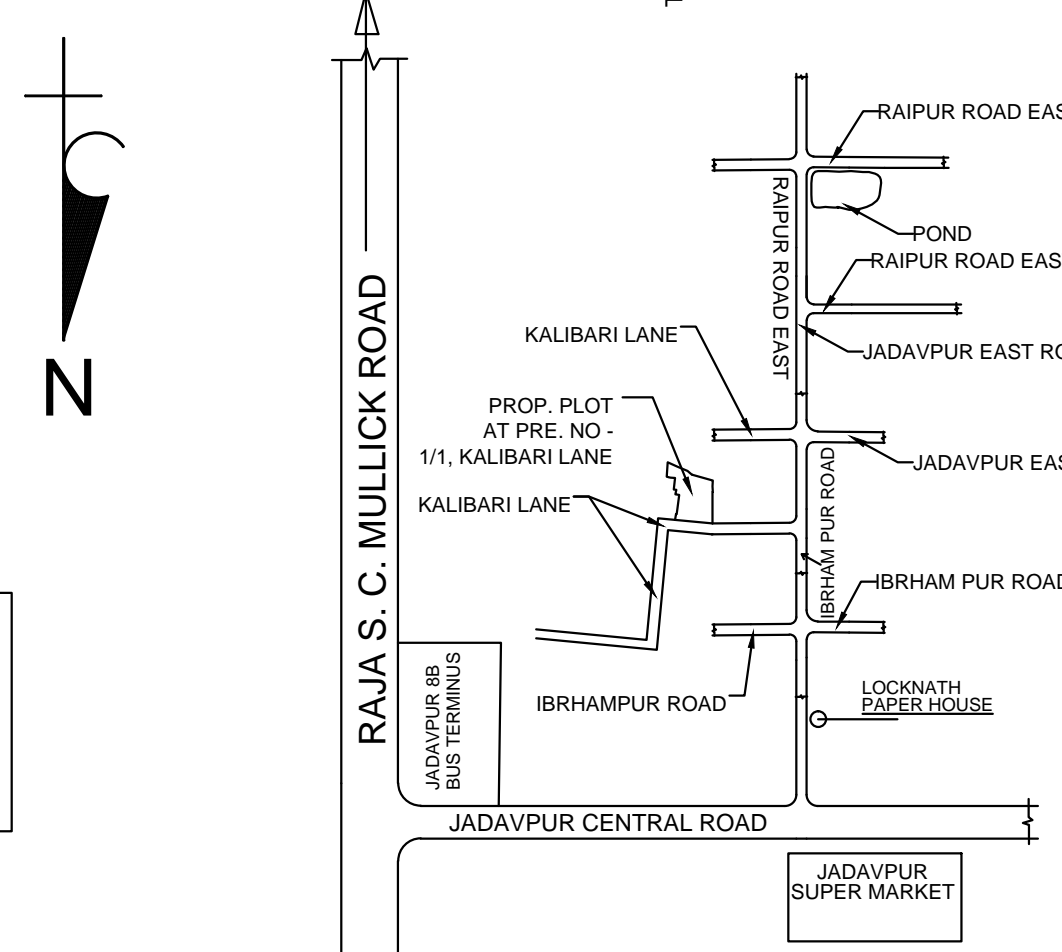 N
RAJA S. C. MULLICK ROAD
RAIPUR ROAD EAS
POND
RAIPUR ROAD EAST
RAIPUR ROAD EAS
KALIBARI LANE
JADAVPUR EAST RO
PROP. PLOT
AT PRE. NO -
1/1, KALIBARI LANE
JADAVPUR EAS
KALIBARI LANE
IBRHAM PUR ROAD
IBRHAM PUR ROAD
IBRHAMPUR ROAD
LOCKNATH
PAPER HOUSE
JADAVPUR 8B
BUS TERMINUS
JADAVPUR CENTRAL ROAD
JADAVPUR
SUPER MARKET